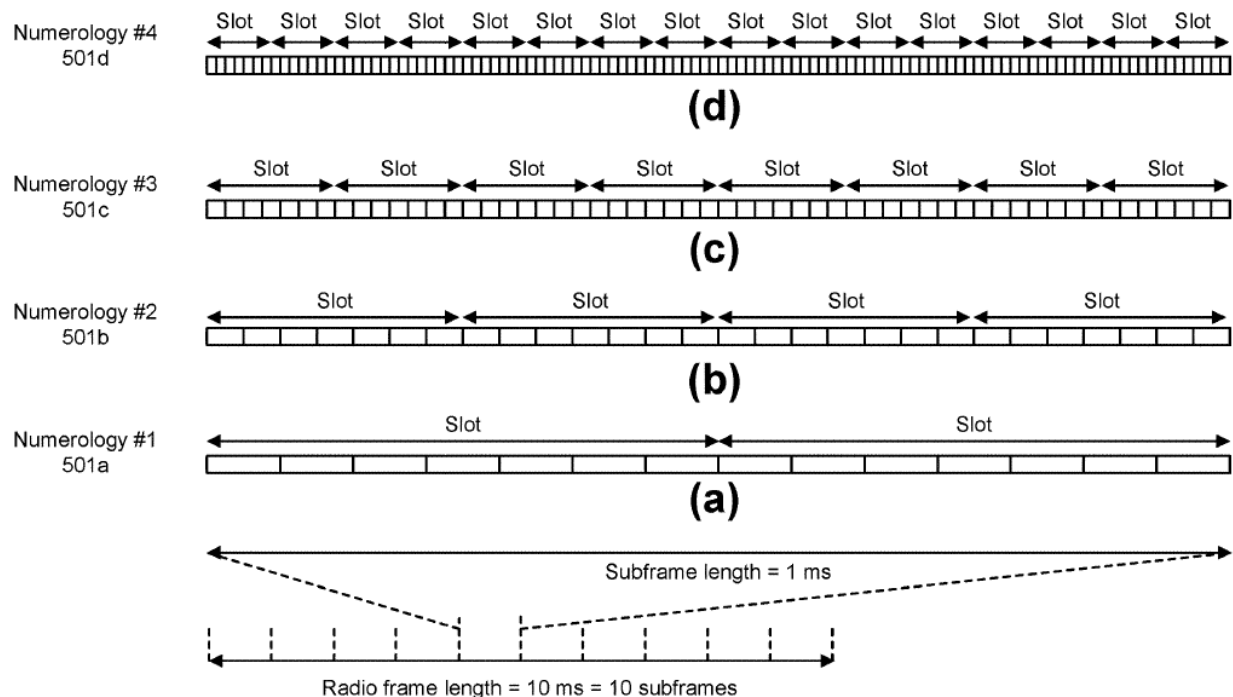 Slot Slot Slot Slot Slot Slot Slot Slot Slot Slot Slot Slot Slot Slot Slot Slot
Numerology #4
501d
(d)
Slot Slot Slot Slot Slot Slot Slot Slot
Numerology #3
501c
(c)
Slot Slot Slot Slot
Numerology #2
501b
(b)
Slot Slot
Numerology #1
501a
(a)
Subframe length = 1 ms
Radio frame length = 10 ms = 10 subframes